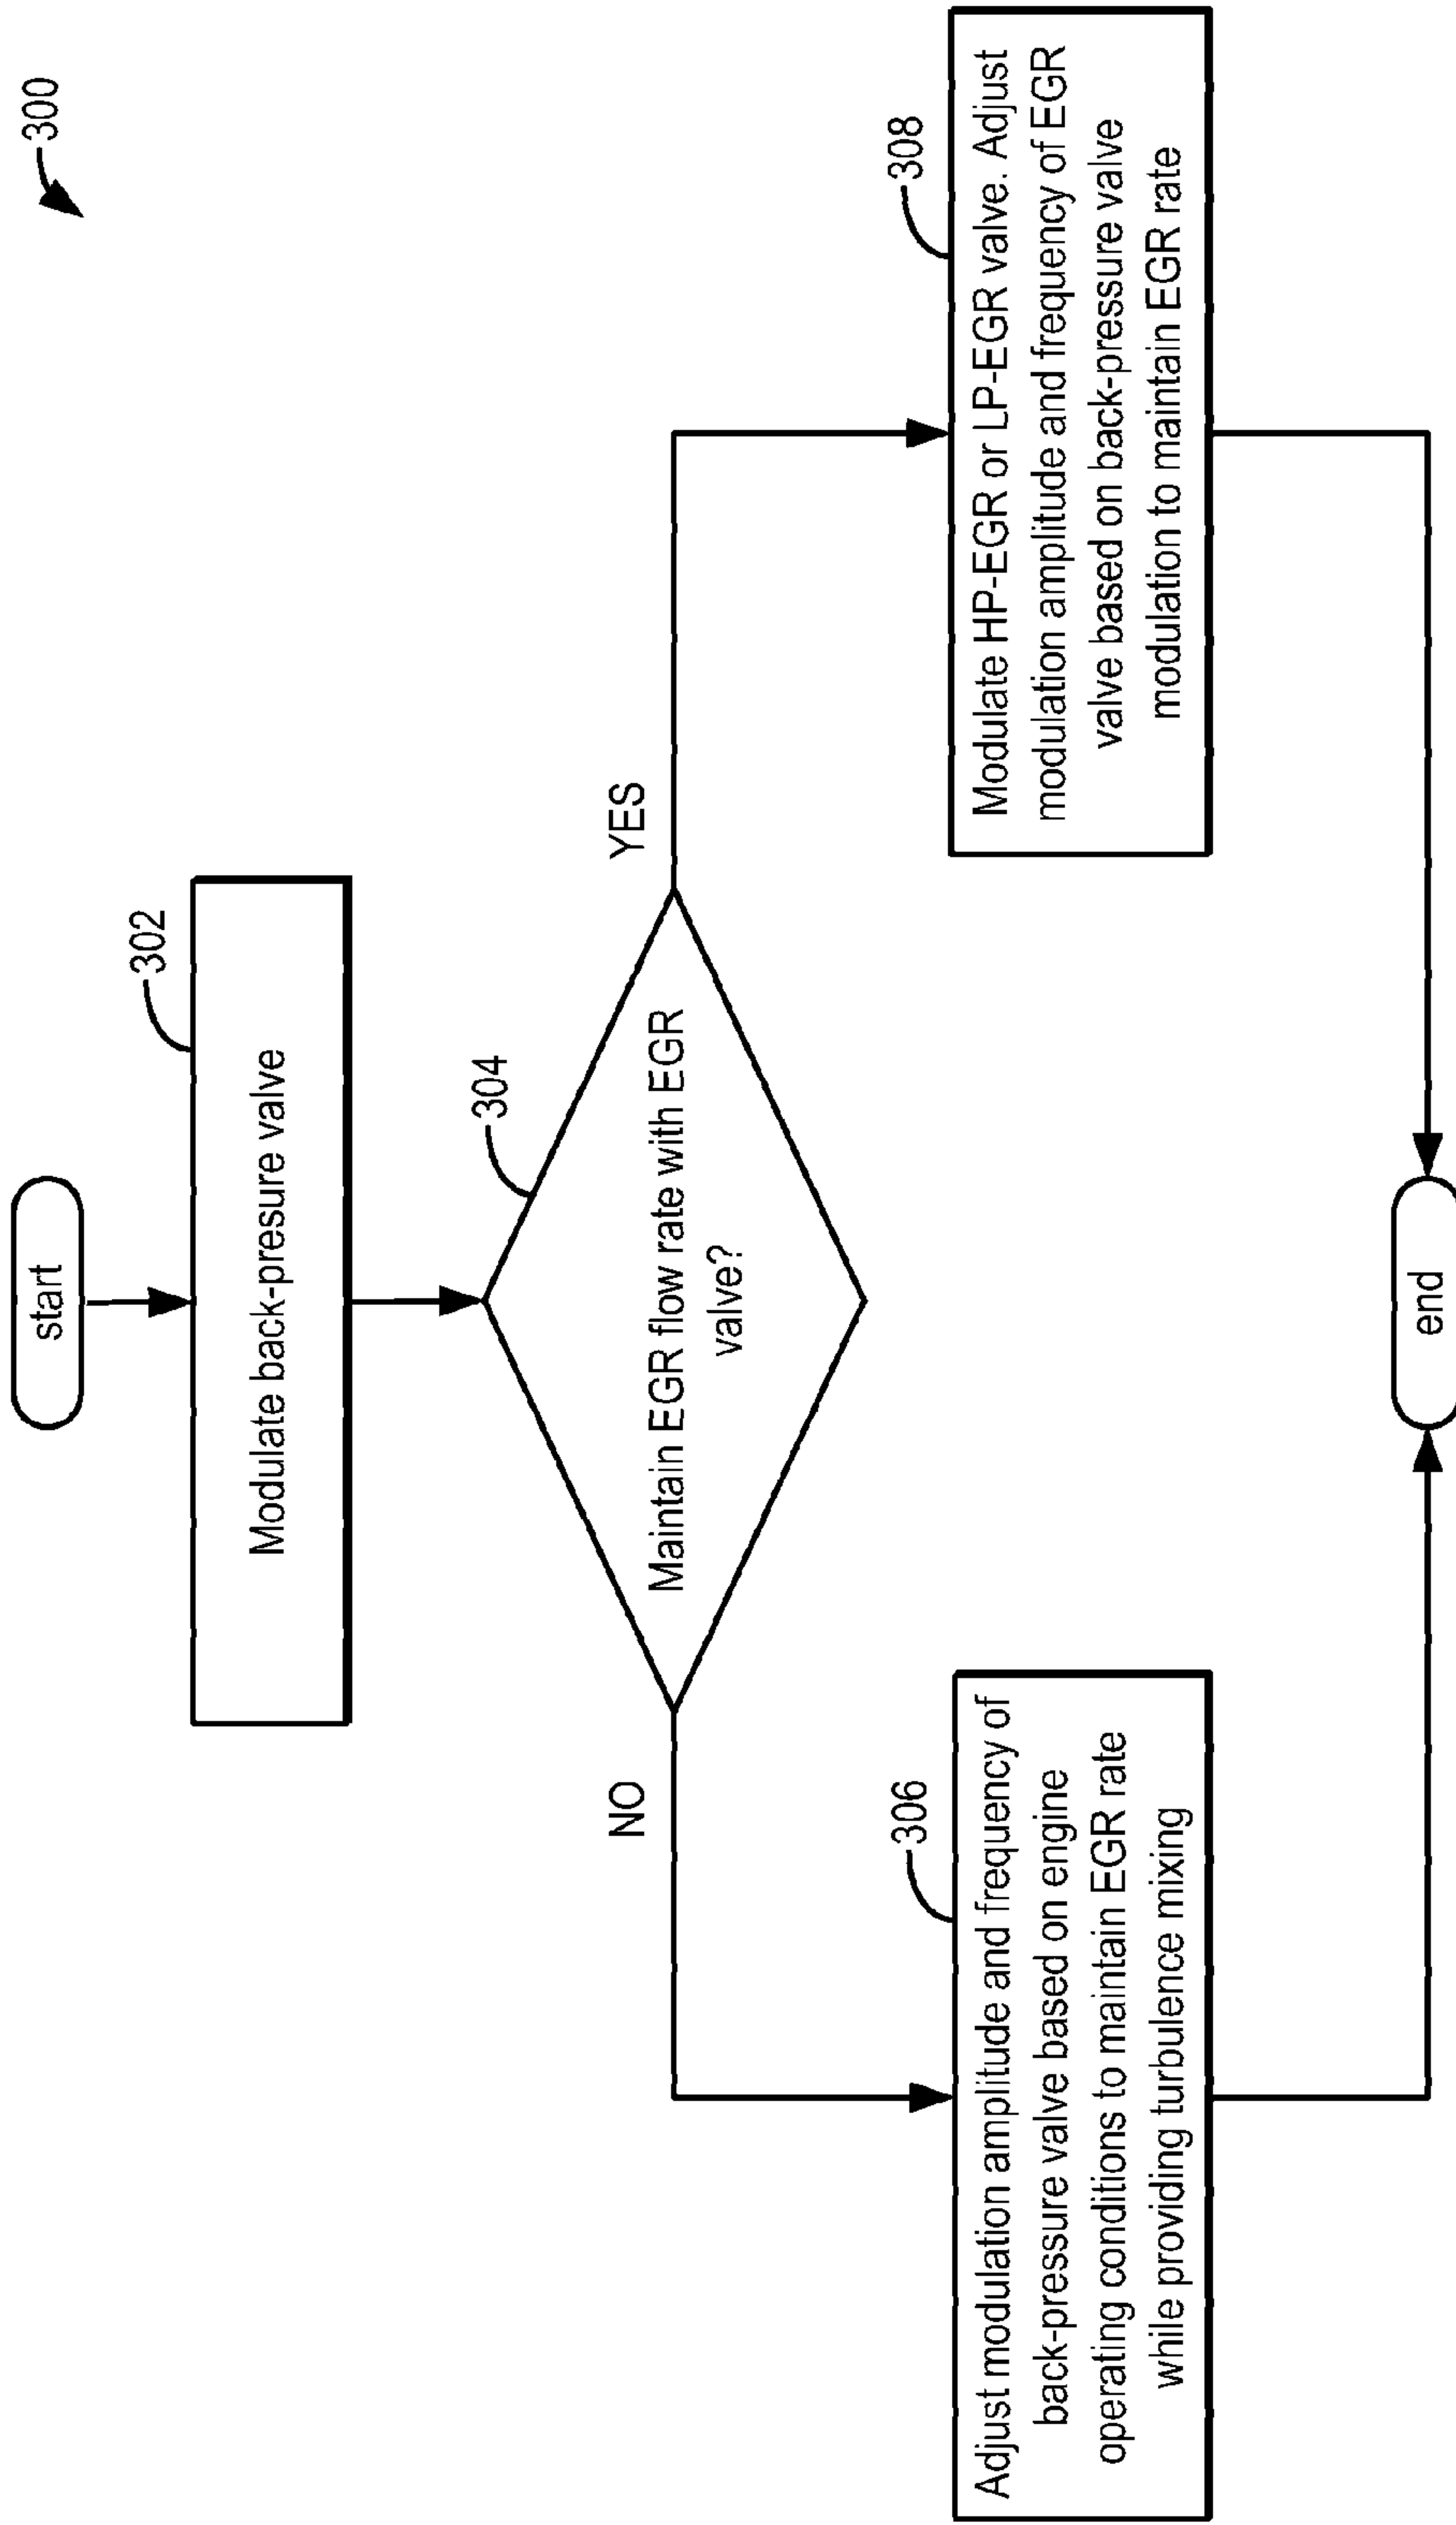 300
start
302
Modulate back-presure valve
304
Maintain EGR flow rate with EGR
valve?
NO
YES
306
Adjust modulation amplitude and frequency of
back-pressure valve based on engine
operating conditions to maintain EGR rate
while providing turbulence mixing
308
Modulate HP-EGR or LP-EGR valve. Adjust
modulation amplitude and frequency of EGR
valve based on back-pressure valve
modulation to maintain EGR rate
end